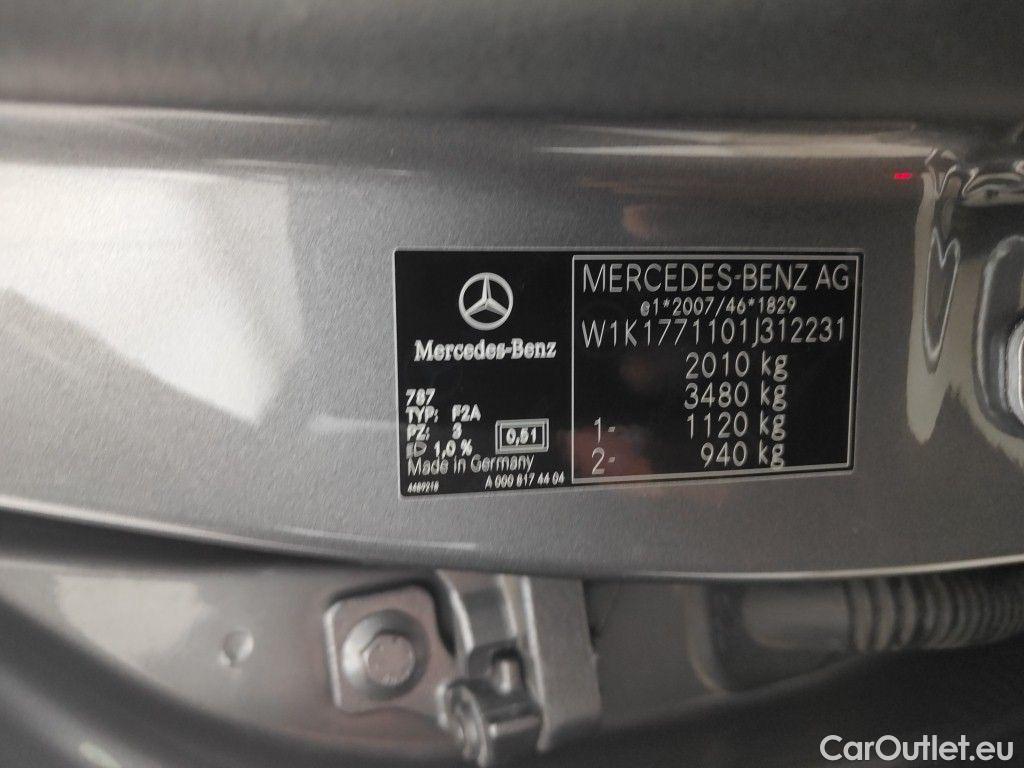 Mercedes-Benz
787
TYP: F2A
PZ: 3
1,0 %
0,51
Made in Germany
4489218
A 000 817 44 04
MERCEDES-BENZ AG
e1*2007/46*1829
W1K1771101J312231
2010 kg
3480 kg
1- 1120 kg
2- 940 kg
CarOutlet.eu